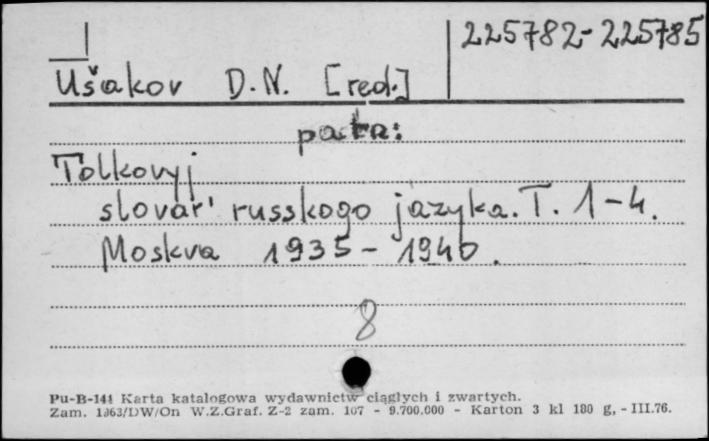 225782-225785
Ušakov D.N. [red.]
patrz:
Tolkovyj
slovar' russkogo jazyka. T. 1-4.
Moskva 1935 - 1940.
8
Pu-B-141 Karta katalogowa wydawnictw ciągłych i zwartych.
Zam. 1363/DW/On W.Z.Graf. Z-2 zam. 107 - 9.700.000 - Karton 3 kl 180 g, - III.76.